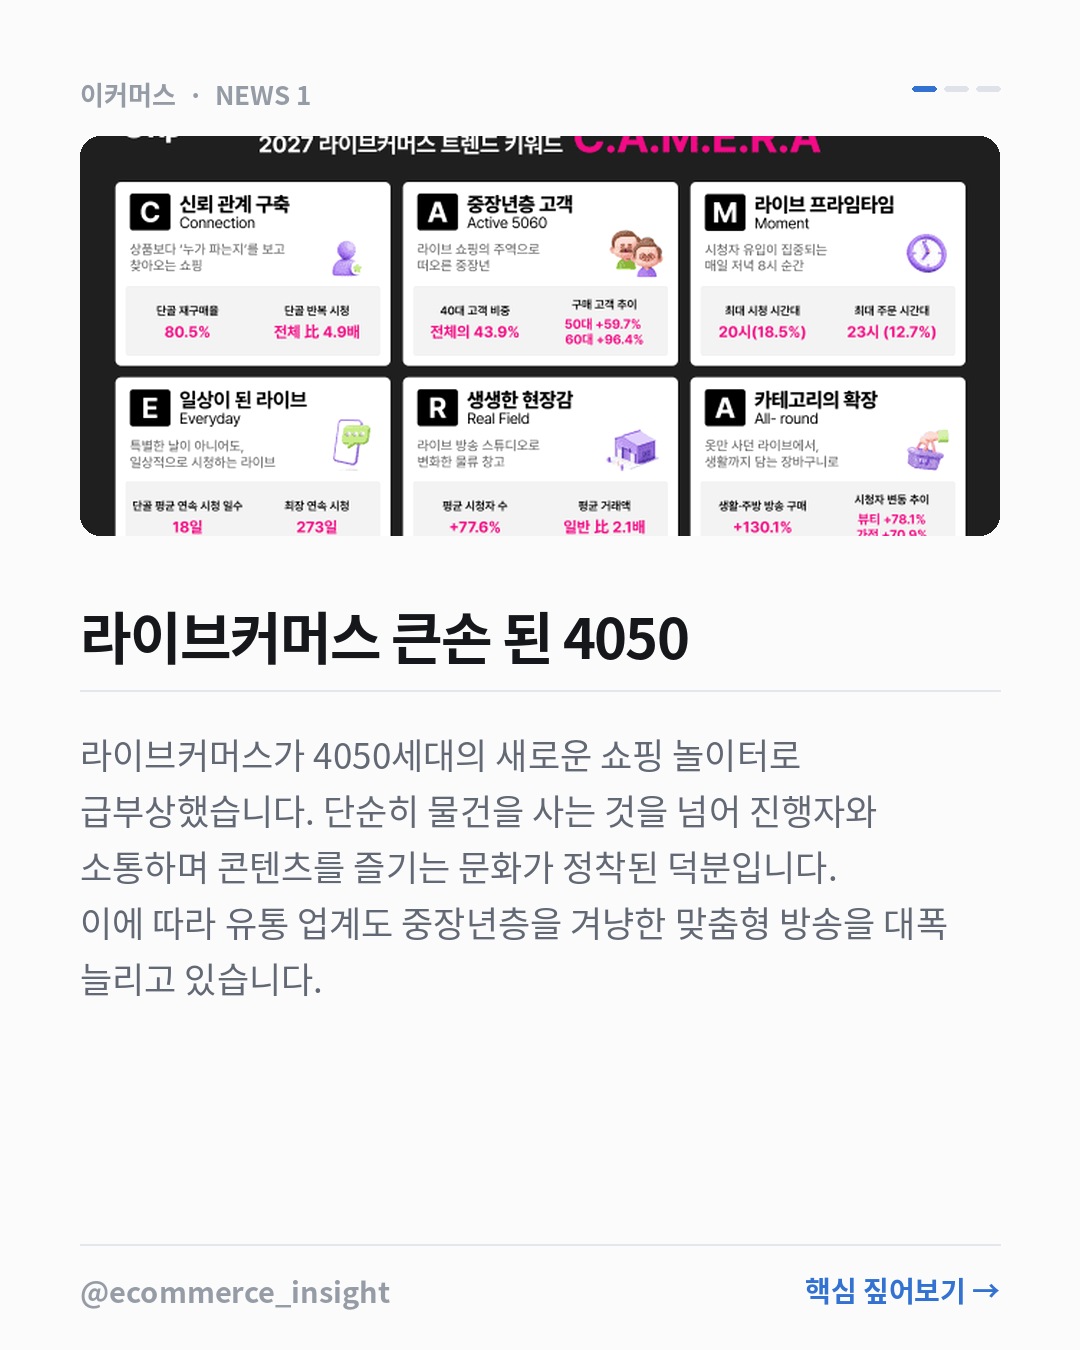 이커머스 · NEWS 1
2027 라이브커머스 트렌드 키워드 C.A.M.E.R.A
C 신뢰 관계 구축
Connection
상품보다 '누가 파는지'를 보고
찾아오는 쇼핑
단골 재구매율
80.5%
단골 반복 시청
전체 比 4.9배
A 중장년층 고객
Active 5060
라이브 쇼핑의 주역으로
떠오른 중장년
40대 고객 비중
전체의 43.9%
구매 고객 추이
50대 +59.7%
60대 +96.4%
M 라이브 프라임타임
Moment
시청자 유입이 집중되는
매일 저녁 8시 순간
최대 시청 시간대
20시(18.5%)
최대 주문 시간대
23시 (12.7%)
E 일상이 된 라이브
Everyday
특별한 날이 아니어도,
일상적으로 시청하는 라이브
단골 평균 연속 시청 일수
18일
최장 연속 시청
273일
R 생생한 현장감
Real Field
라이브 방송 스튜디오로
변화한 물류 창고
평균 시청자 수
+77.6%
평균 거래액
일반 比 2.1배
A 카테고리의 확장
All- round
옷만 사던 라이브에서,
생활까지 담는 장바구니로
생활·주방 방송 구매
+130.1%
시청자 변동 추이
뷰티 +78.1%
가전 +70.9%
라이브커머스 큰손 된 4050
라이브커머스가 4050세대의 새로운 쇼핑 놀이터로
급부상했습니다. 단순히 물건을 사는 것을 넘어 진행자와
소통하며 콘텐츠를 즐기는 문화가 정착된 덕분입니다.
이에 따라 유통 업계도 중장년층을 겨냥한 맞춤형 방송을 대폭
늘리고 있습니다.
@ecommerce_insight
핵심 짚어보기 →